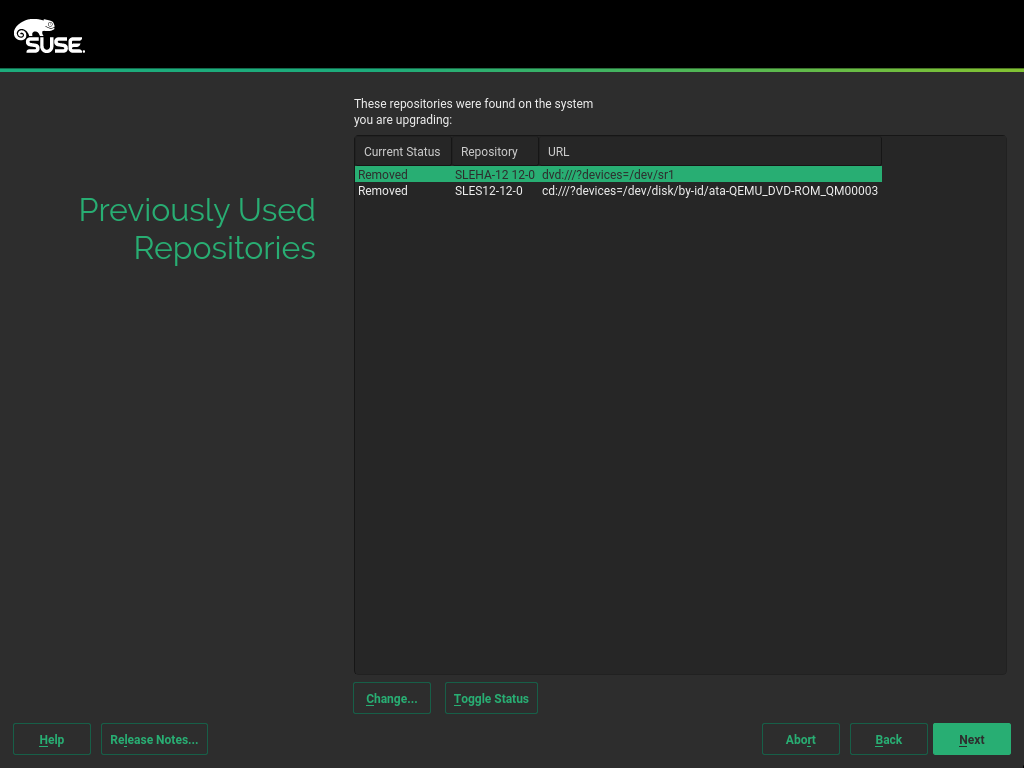 SUSE.
These repositories were found on the system
you are upgrading:
Current Status Repository URL
Removed SLEHA-12 12-0 dvd:///?devices=/dev/sr1
Removed SLES12-12-0 cd:///?devices=/dev/disk/by-id/ata-QEMU_DVD-ROM_QM00003
Previously Used
Repositories
Change... Toggle Status
Help Release Notes... Abort Back Next